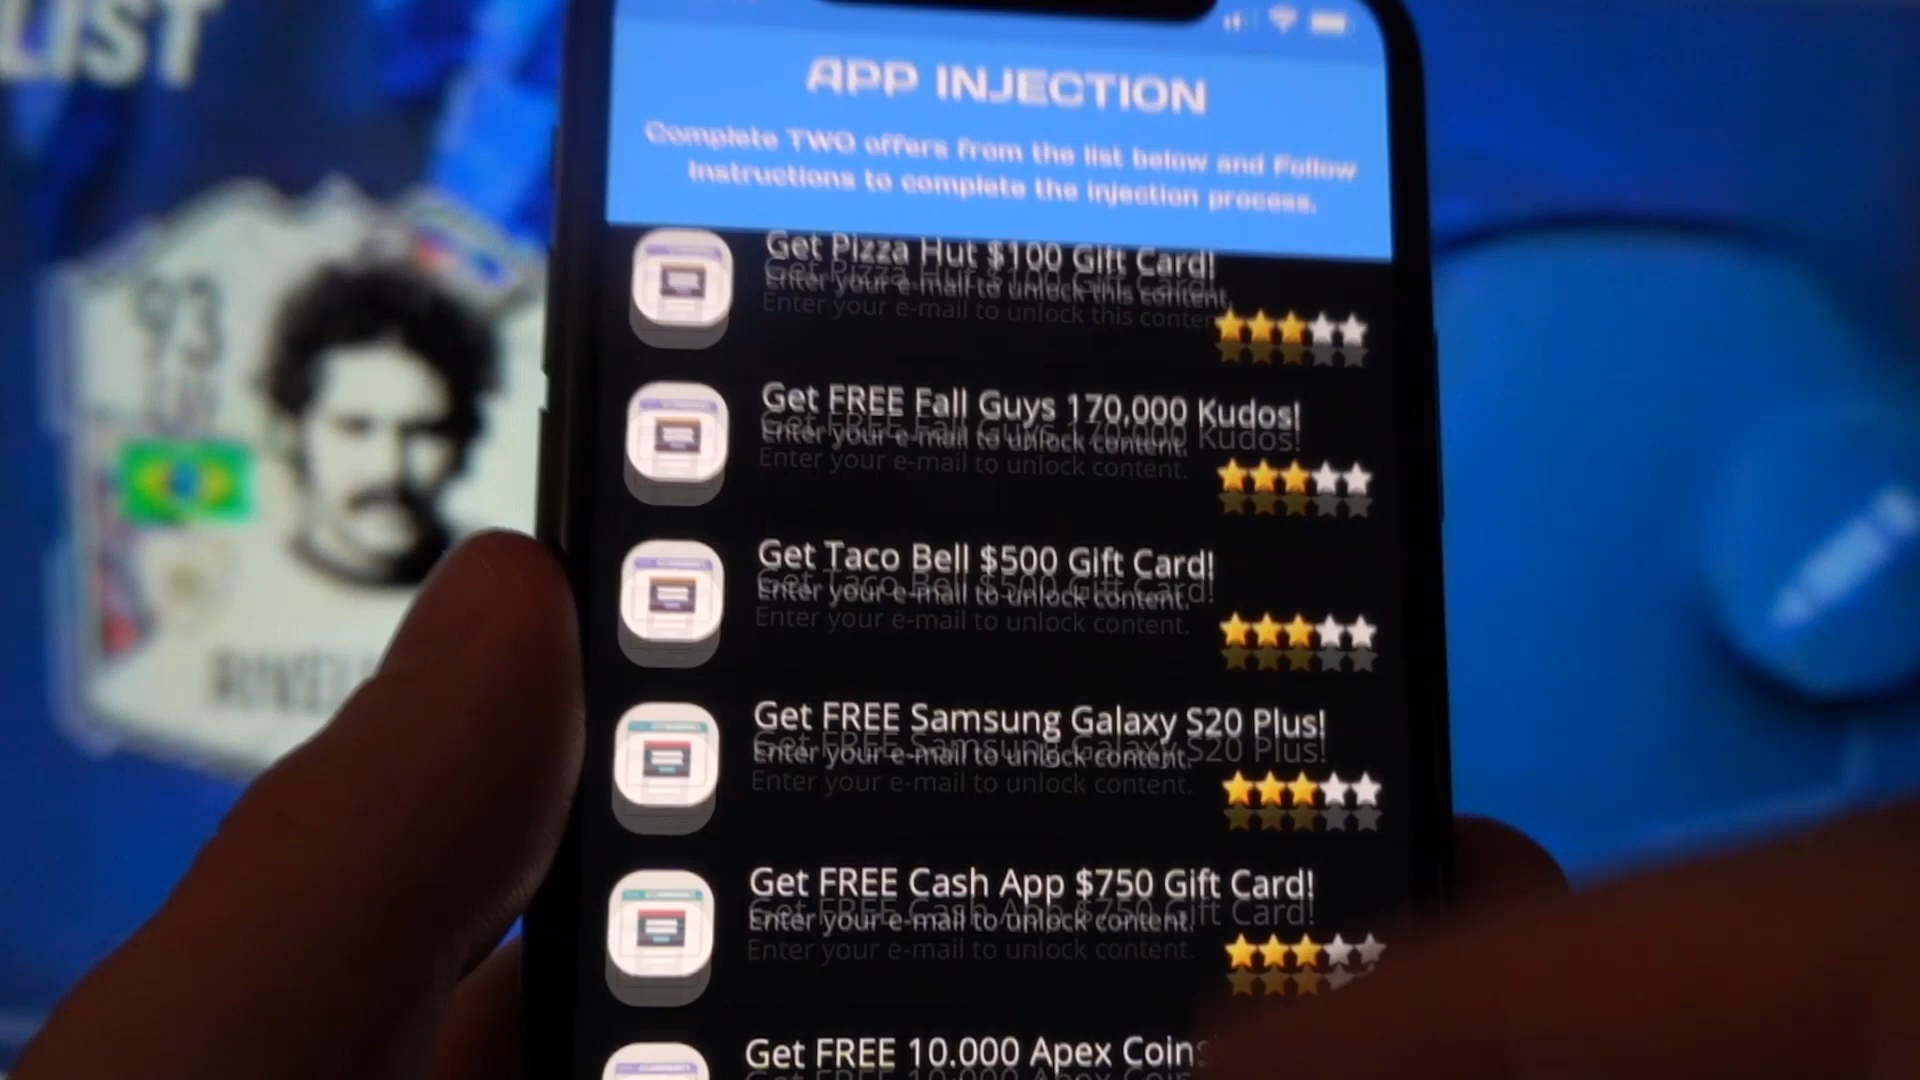 LIST
APP INJECTION
Complete TWO offers from the list below and Follow
Instructions to complete the injection process.
Get Pizza Hut $100 Gift Card!
Enter your e-mail to unlock this content.
Get FREE Fall Guys 170,000 Kudos!
Enter your e-mail to unlock content.
Get Taco Bell $500 Gift Card!
Enter your e-mail to unlock content.
Get FREE Samsung Galaxy S20 Plus!
Enter your e-mail to unlock content.
Get FREE Cash App $750 Gift Card!
Enter your e-mail to unlock content.
Get FREE 10.000 Apex Coins
93